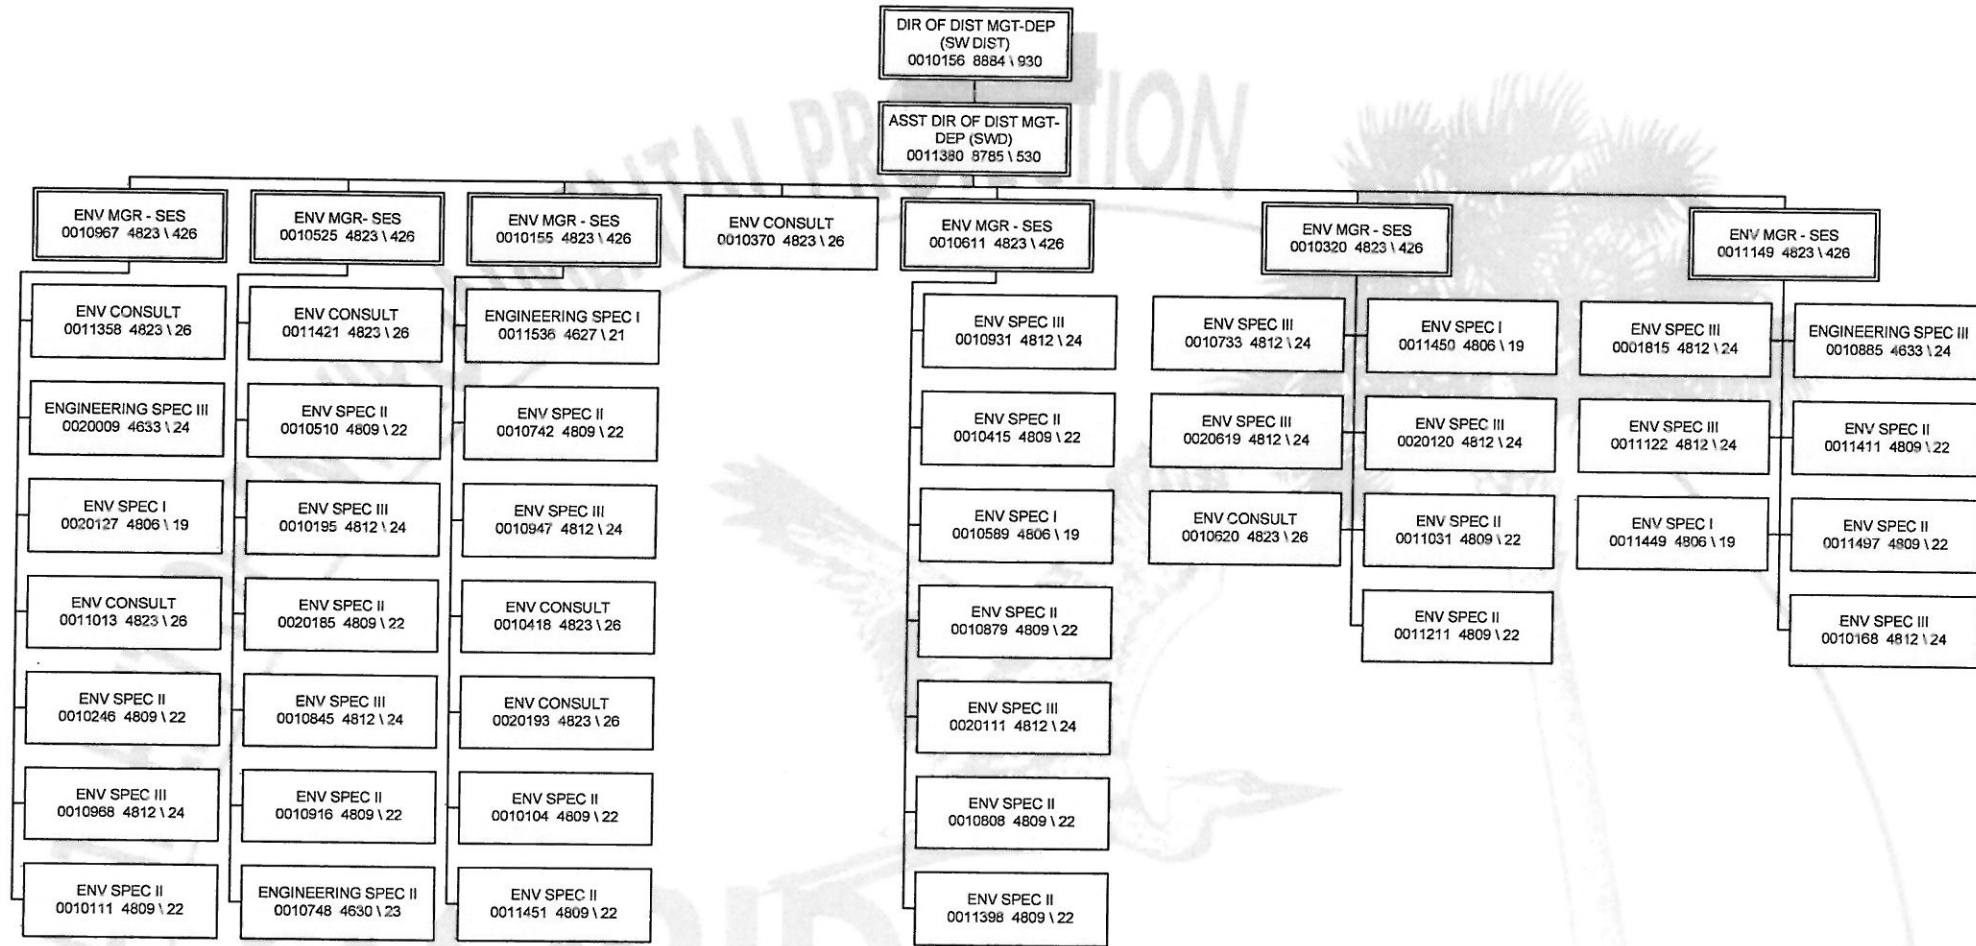 DIR OF DIST MGT-DEP
(SW DIST)
0010156 8884 \ 930
ASST DIR OF DIST MGT-
DEP (SWD)
0011380 8785 \ 530
ENV MGR - SES
0010967 4823 \ 426
ENV MGR- SES
0010525 4823 \ 426
ENV MGR - SES
0010155 4823 \ 426
ENV CONSULT
0010370 4823 \ 26
ENV MGR - SES
0010611 4823 \ 426
ENV MGR - SES
0010320 4823 \ 426
ENV MGR - SES
0011149 4823 \ 426
ENV CONSULT
0011358 4823 \ 26
ENGINEERING SPEC III
0020009 4633 \ 24
ENV SPEC I
0020127 4806 \ 19
ENV CONSULT
0011013 4823 \ 26
ENV SPEC II
0010246 4809 \ 22
ENV SPEC III
0010968 4812 \ 24
ENV SPEC II
0010111 4809 \ 22
ENV CONSULT
0011421 4823 \ 26
ENV SPEC II
0010510 4809 \ 22
ENV SPEC III
0010195 4812 \ 24
ENV SPEC II
0020185 4809 \ 22
ENV SPEC III
0010845 4812 \ 24
ENV SPEC II
0010916 4809 \ 22
ENGINEERING SPEC II
0010748 4630 \ 23
ENGINEERING SPEC I
0011536 4627 \ 21
ENV SPEC II
0010742 4809 \ 22
ENV SPEC III
0010947 4812 \ 24
ENV CONSULT
0010418 4823 \ 26
ENV CONSULT
0020193 4823 \ 26
ENV SPEC II
0010104 4809 \ 22
ENV SPEC II
0011451 4809 \ 22
ENV SPEC III
0010931 4812 \ 24
ENV SPEC II
0010415 4809 \ 22
ENV SPEC I
0010589 4806 \ 19
ENV SPEC II
0010879 4809 \ 22
ENV SPEC III
0020111 4812 \ 24
ENV SPEC II
0010808 4809 \ 22
ENV SPEC II
0011398 4809 \ 22
ENV SPEC III
0010733 4812 \ 24
ENV SPEC III
0020619 4812 \ 24
ENV CONSULT
0010620 4823 \ 26
ENV SPEC I
0011450 4806 \ 19
ENV SPEC III
0020120 4812 \ 24
ENV SPEC II
0011031 4809 \ 22
ENV SPEC II
0011211 4809 \ 22
ENV SPEC III
0001815 4812 \ 24
ENV SPEC III
0011122 4812 \ 24
ENV SPEC I
0011449 4806 \ 19
ENGINEERING SPEC III
0010885 4633 \ 24
ENV SPEC II
0011411 4809 \ 22
ENV SPEC II
0011497 4809 \ 22
ENV SPEC III
0010168 4812 \ 24